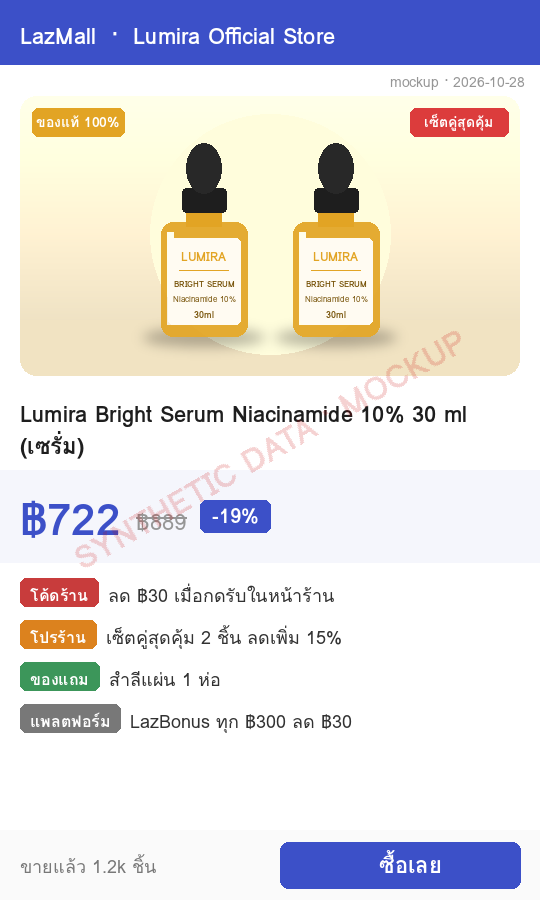 LazMall · Lumira Official Store
mockup · 2026-10-28
ของแท้ 100%
เซ็ตคู่สุดคุ้ม
LUMIRA
BRIGHT SERUM
Niacinamide 10%
30ml
LUMIRA
BRIGHT SERUM
Niacinamide 10%
30ml
SYNTHETIC DATA · MOCKUP
Lumira Bright Serum Niacinamide 10% 30 ml
(เซรั่ม)
฿722 ฿889 -19%
โค้ดร้าน ลด ฿30 เมื่อกดรับในหน้าร้าน
โปรร้าน เซ็ตคู่สุดคุ้ม 2 ชิ้น ลดเพิ่ม 15%
ของแถม สำลีแผ่น 1 ห่อ
แพลตฟอร์ม LazBonus ทุก ฿300 ลด ฿30
ขายแล้ว 1.2k ชิ้น
ซื้อเลย